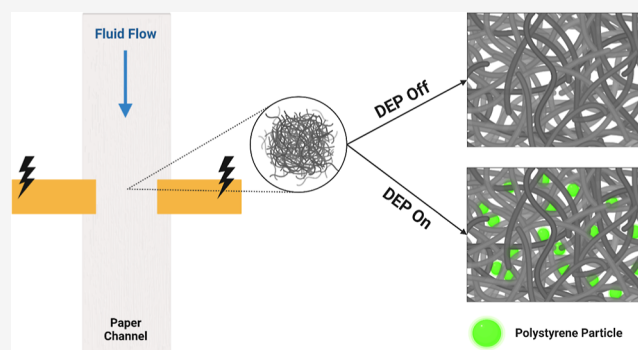 Fluid Flow
DEP Off
DEP On
Paper
Channel
Polystyrene Particle